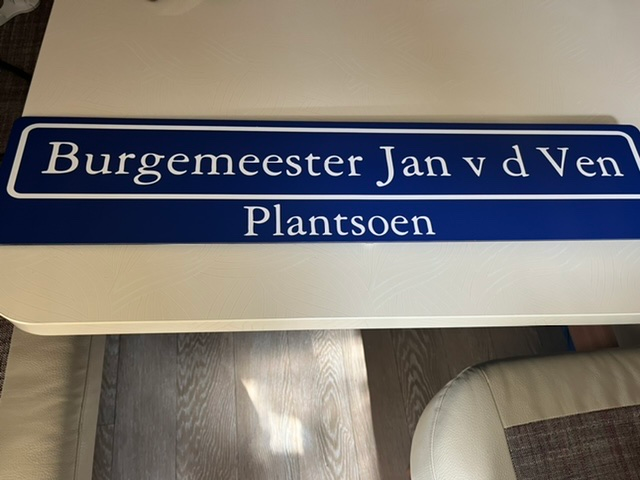 Burgemeester Jan v d Ven
Plantsoen